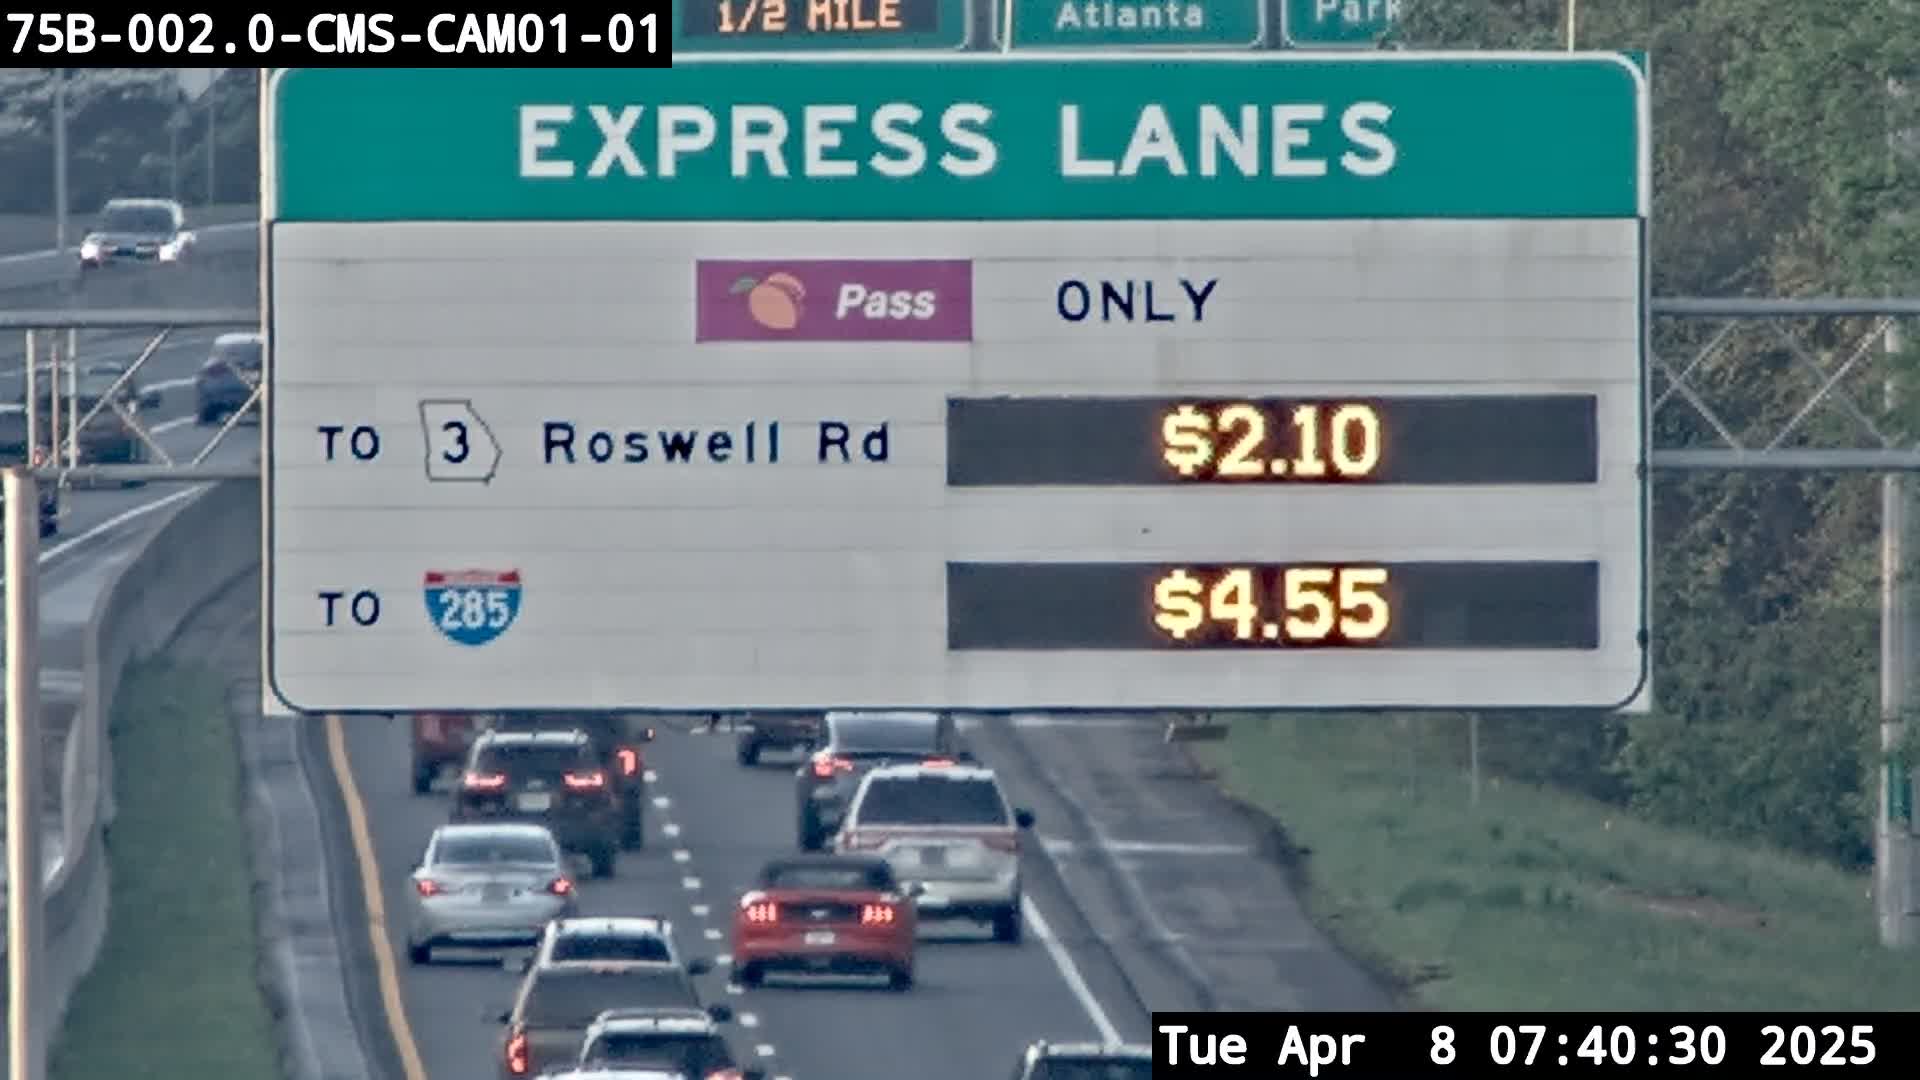 75B-002.0-CMS-CAM01-01
1/2 MILE
Atlanta
Park
EXPRESS LANES
Pass ONLY
TO 3 Roswell Rd $2.10
TO 285 $4.55
Tue Apr 8 07:40:30 2025